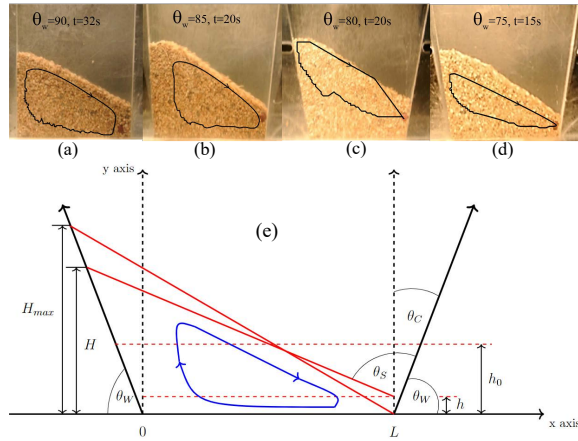 θw=90, t=32s
θw=85, t=20s
θw=80, t=20s
θw=75, t=15s
(a)
(b)
(c)
(d)
y axis
(e)
Hmax
H
θC
θS
h0
θW
θW
h
0
L
x axis